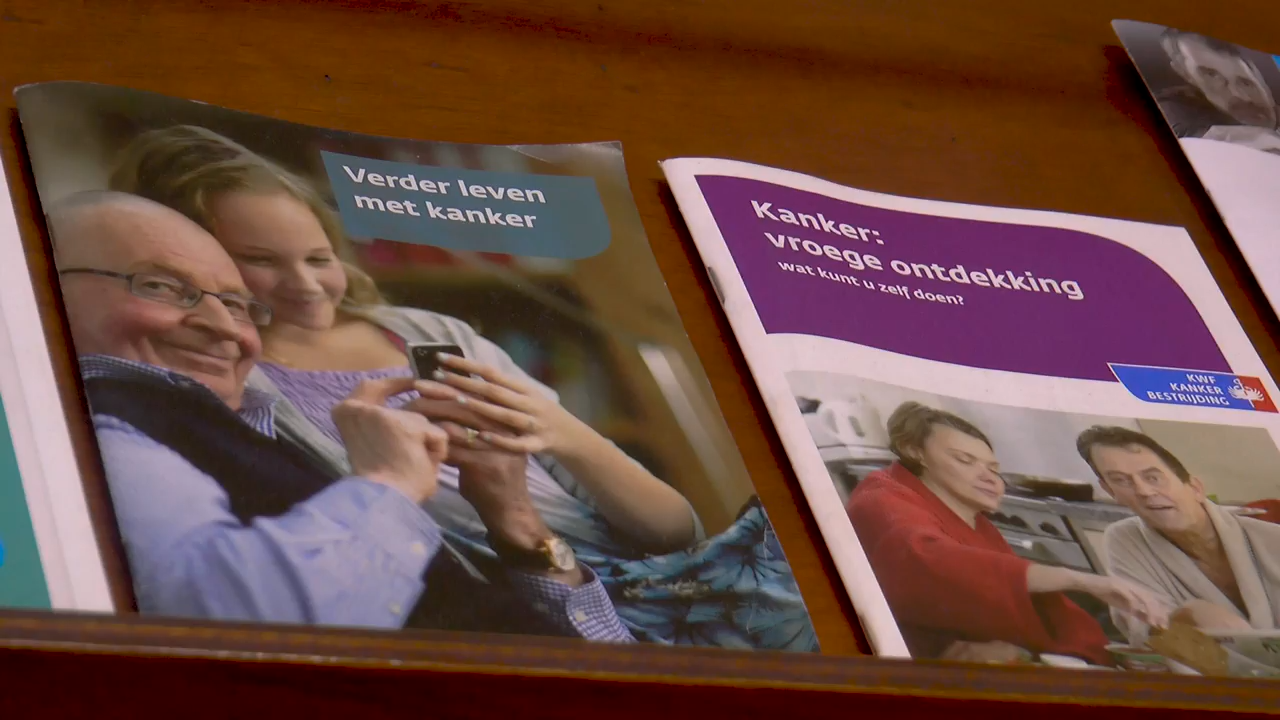 Verder leven
met kanker
Kanker:
vroege ontdekking
wat kunt u zelf doen?
KWF
KANKER
BESTRIJDING